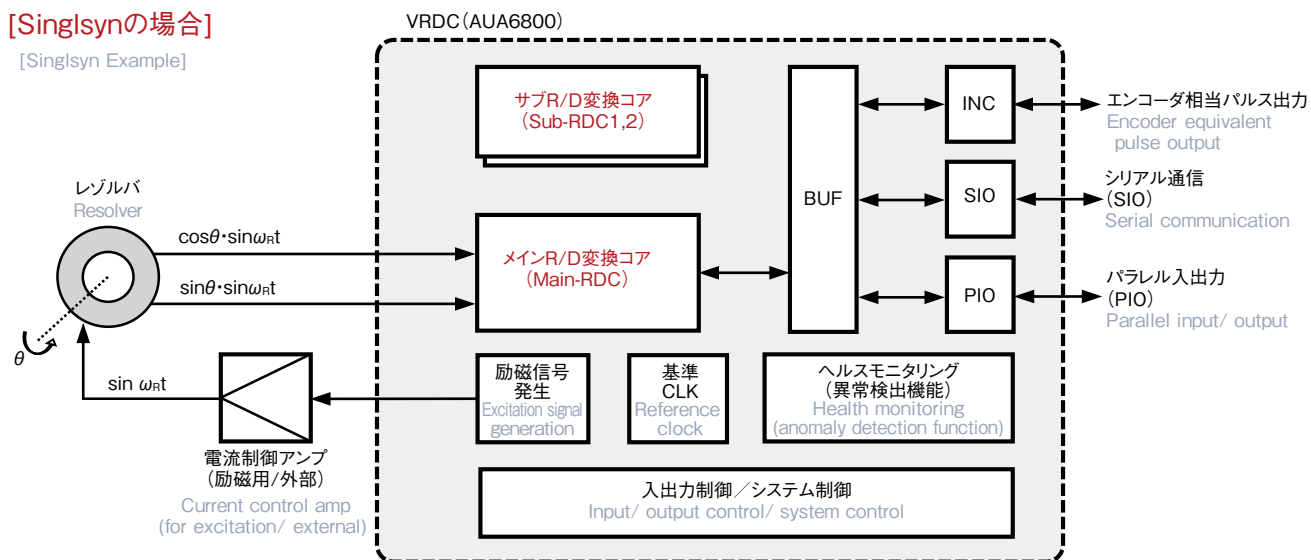 [Singlsynの場合]
[Singlsyn Example]
VRDC(AUA6800)
サブR/D変換コア
(Sub-RDC1,2)
INC
エンコーダ相当パルス出力
Encoder equivalent
pulse output
レゾルバ
Resolver
BUF
SIO
シリアル通信
(SIO)
Serial communication
cosθ・sinωRt
メインR/D変換コア
(Main-RDC)
sinθ・sinωRt
PIO
パラレル入出力
(PIO)
Parallel input/ output
θ
sin ωRt
励磁信号
発生
Excitation signal
generation
基準
CLK
Reference
clock
ヘルスモニタリング
(異常検出機能)
Health monitoring
(anomaly detection function)
電流制御アンプ
(励磁用/外部)
Current control amp
(for excitation/ external)
入出力制御／システム制御
Input/ output control/ system control